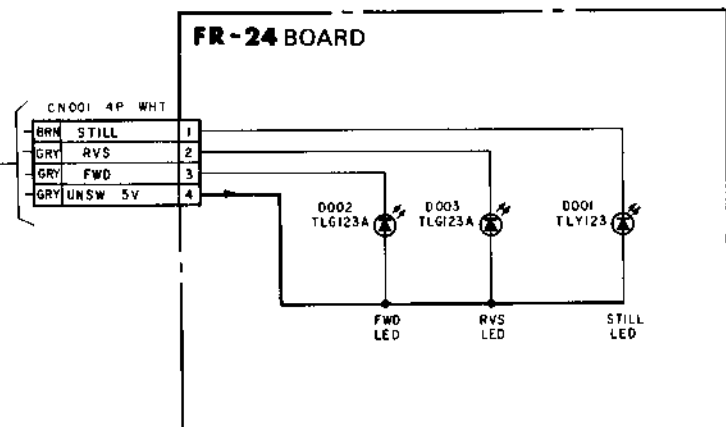 FR-24 BOARD
CN001 4P WHT
BRN STILL 1
GRY RVS 2
GRY FWD 3
GRY UNSW 5V 4
D002
TLG123A
D003
TLG123A
D001
TLY123
FWD
LED
RVS
LED
STILL
LED